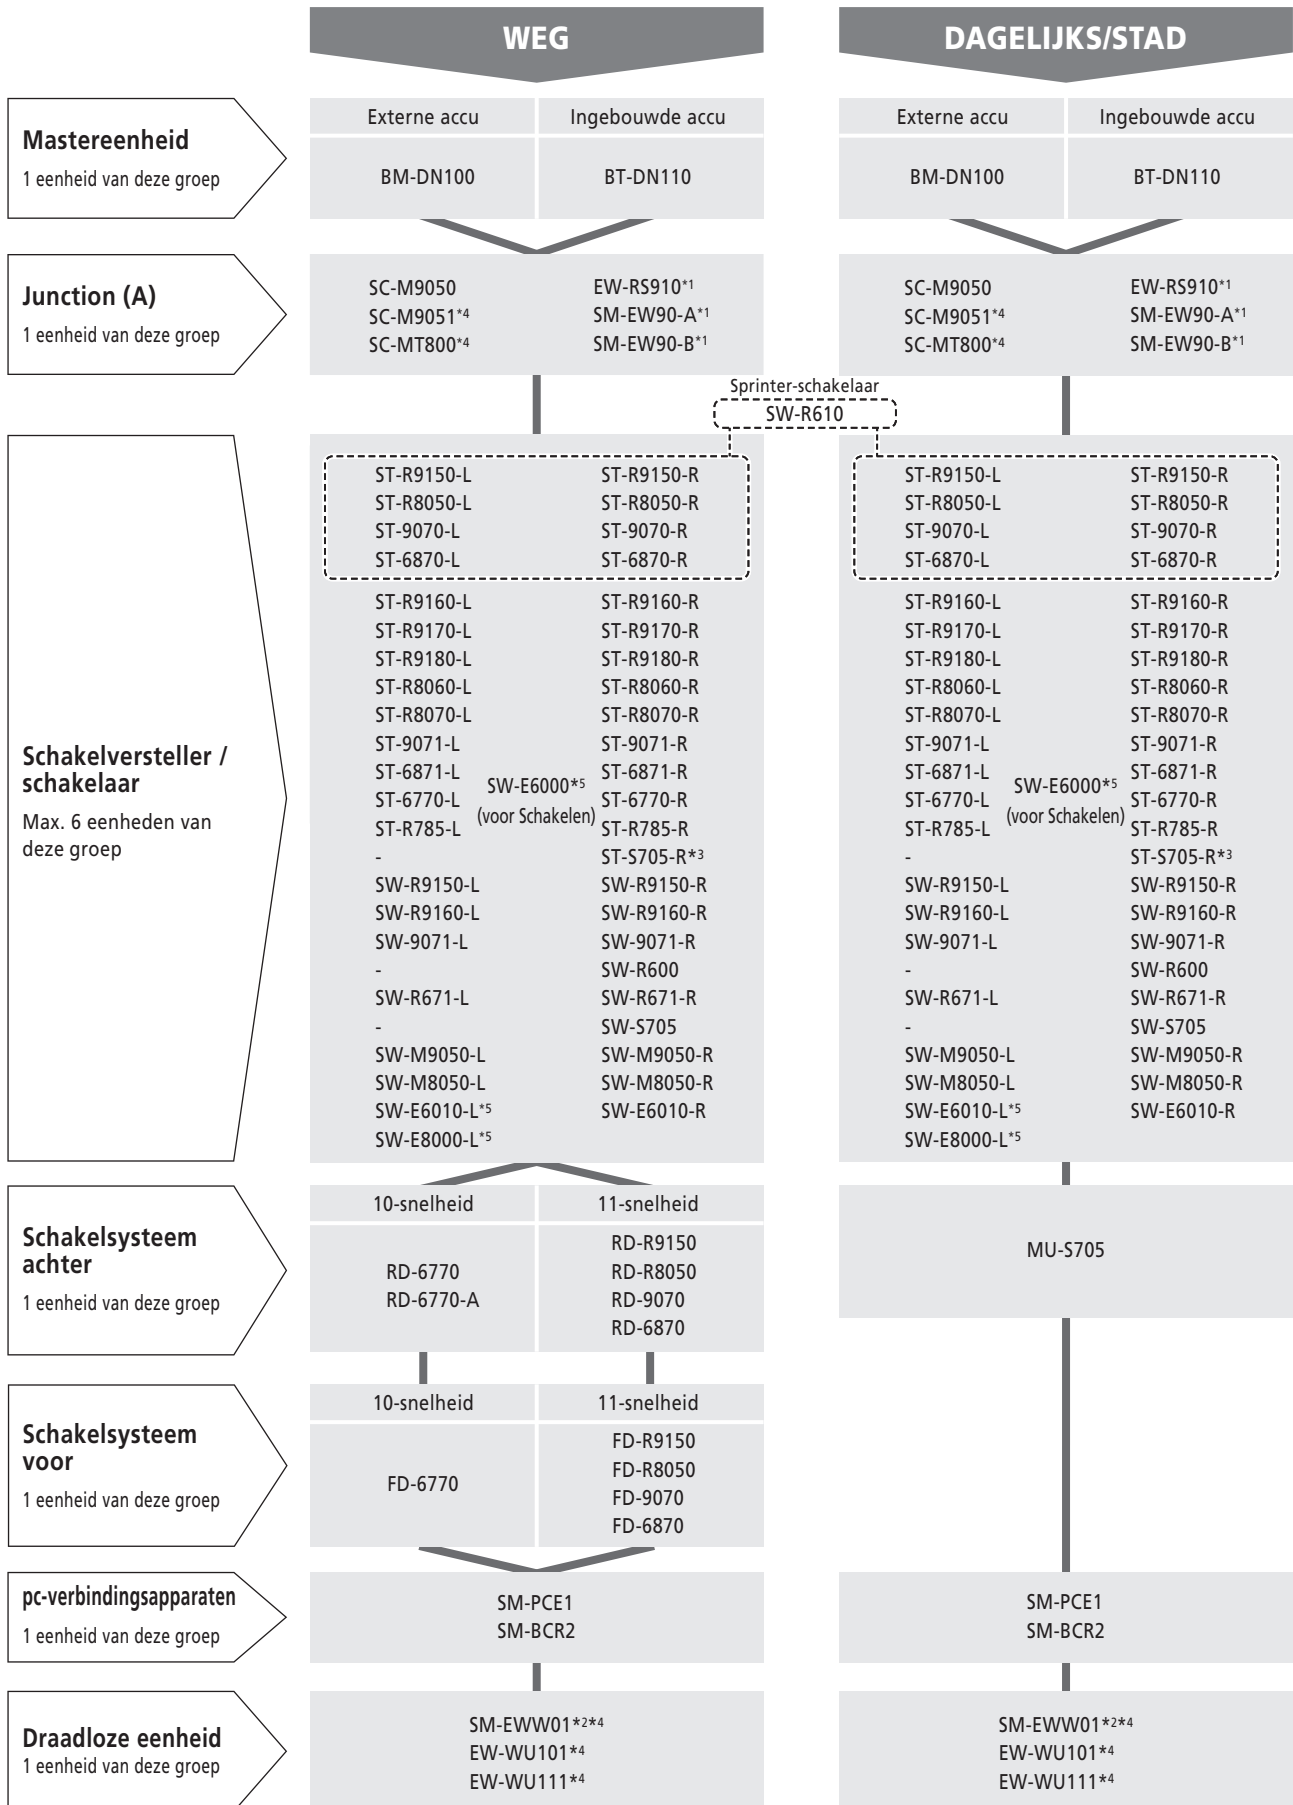 WEG
DAGELIJKS/STAD
Mastereenheid
1 eenheid van deze groep
Externe accu Ingebouwde accu
BM-DN100 BT-DN110
Externe accu Ingebouwde accu
BM-DN100 BT-DN110
Junction (A)
1 eenheid van deze groep
SC-M9050 EW-RS910*1
SC-M9051*4 SM-EW90-A*1
SC-MT800*4 SM-EW90-B*1
SC-M9050 EW-RS910*1
SC-M9051*4 SM-EW90-A*1
SC-MT800*4 SM-EW90-B*1
Sprinter-schakelaar
SW-R610
Schakelversteller /
schakelaar
Max. 6 eenheden van
deze groep
ST-R9150-L ST-R9150-R
ST-R8050-L ST-R8050-R
ST-9070-L ST-9070-R
ST-6870-L ST-6870-R
ST-R9160-L ST-R9160-R
ST-R9170-L ST-R9170-R
ST-R9180-L ST-R9180-R
ST-R8060-L ST-R8060-R
ST-R8070-L ST-R8070-R
ST-9071-L ST-9071-R
ST-6871-L ST-6871-R
SW-E6000*5
ST-6770-L ST-6770-R
(voor Schakelen)
ST-R785-L ST-R785-R
- ST-S705-R*3
SW-R9150-L SW-R9150-R
SW-R9160-L SW-R9160-R
SW-9071-L SW-9071-R
- SW-R600
SW-R671-L SW-R671-R
- SW-S705
SW-M9050-L SW-M9050-R
SW-M8050-L SW-M8050-R
SW-E6010-L*5 SW-E6010-R
SW-E8000-L*5
ST-R9150-L ST-R9150-R
ST-R8050-L ST-R8050-R
ST-9070-L ST-9070-R
ST-6870-L ST-6870-R
ST-R9160-L ST-R9160-R
ST-R9170-L ST-R9170-R
ST-R9180-L ST-R9180-R
ST-R8060-L ST-R8060-R
ST-R8070-L ST-R8070-R
ST-9071-L ST-9071-R
ST-6871-L ST-6871-R
SW-E6000*5
ST-6770-L ST-6770-R
(voor Schakelen)
ST-R785-L ST-R785-R
- ST-S705-R*3
SW-R9150-L SW-R9150-R
SW-R9160-L SW-R9160-R
SW-9071-L SW-9071-R
- SW-R600
SW-R671-L SW-R671-R
- SW-S705
SW-M9050-L SW-M9050-R
SW-M8050-L SW-M8050-R
SW-E6010-L*5 SW-E6010-R
SW-E8000-L*5
Schakelsysteem
achter
1 eenheid van deze groep
10-snelheid 11-snelheid
RD-6770
RD-6770-A
RD-R9150
RD-R8050
RD-9070
RD-6870
MU-S705
Schakelsysteem
voor
1 eenheid van deze groep
10-snelheid 11-snelheid
FD-6770
FD-R9150
FD-R8050
FD-9070
FD-6870
pc-verbindingsapparaten
1 eenheid van deze groep
SM-PCE1
SM-BCR2
SM-PCE1
SM-BCR2
Draadloze eenheid
1 eenheid van deze groep
SM-EWW01*2*4
EW-WU101*4
EW-WU111*4
SM-EWW01*2*4
EW-WU101*4
EW-WU111*4